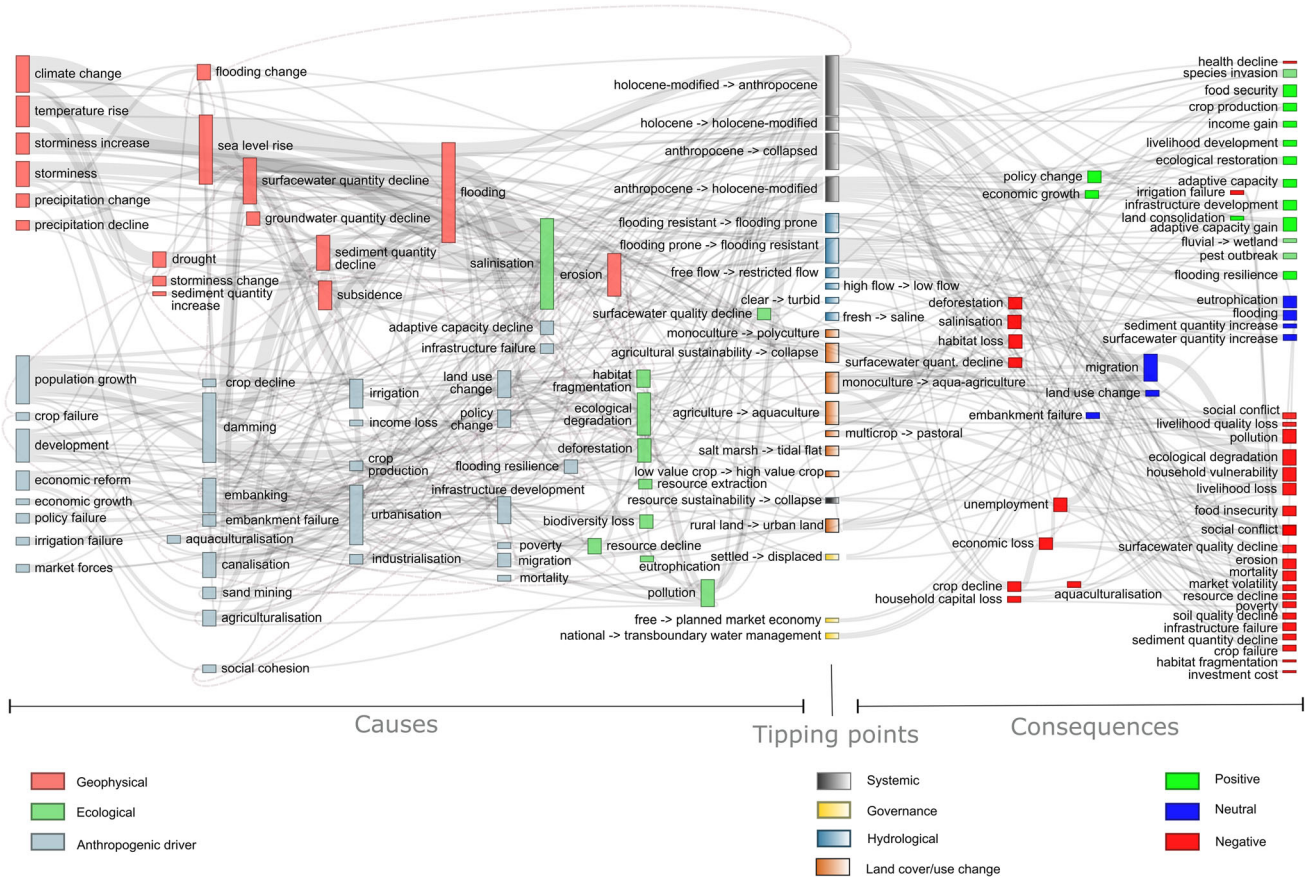 climate change
temperature rise
storminess increase
storminess
precipitation change
precipitation decline
population growth
crop failure
development
economic reform
economic growth
policy failure
irrigation failure
market forces
drought
storminess change
sediment quantity
increase
aquaculturalisation
flooding change
sea level rise
surfacewater quantity decline
groundwater quantity decline
crop decline
damming
embanking
embankment failure
canalisation
sand mining
agriculturalisation
social cohesion
sediment quantity
decline
subsidence
irrigation
income loss
crop
production
urbanisation
industrialisation
flooding
salinisation
erosion
adaptive capacity decline
infrastructure failure
land use
change
policy
change
flooding resilience
infrastructure development
poverty
migration
mortality
surfacewater quality decline
habitat
fragmentation
ecological
degradation
deforestation
resource extraction
biodiversity loss
resource decline
eutrophication
pollution
holocene-modified -> anthropocene
holocene -> holocene-modified
anthropocene -> collapsed
anthropocene -> holocene-modified
flooding resistant -> flooding prone
flooding prone -> flooding resistant
free flow -> restricted flow
high flow -> low flow
clear -> turbid
fresh -> saline
monoculture -> polyculture
agricultural sustainability -> collapse
monoculture -> aqua-agriculture
agriculture -> aquaculture
multicrop -> pastoral
salt marsh -> tidal flat
low value crop -> high value crop
resource sustainability -> collapse
rural land -> urban land
settled -> displaced
free -> planned market economy
national -> transboundary water management
policy change
economic growth
deforestation
salinisation
habitat loss
surfacewater quant. decline
migration
land use change
embankment failure
unemployment
economic loss
crop decline
household capital loss
aquaculturalisation
health decline
species invasion
food security
crop production
income gain
livelihood development
ecological restoration
adaptive capacity
irrigation failure
infrastructure development
land consolidation
adaptive capacity gain
fluvial -> wetland
pest outbreak
flooding resilience
eutrophication
flooding
sediment quantity increase
surfacewater quantity increase
social conflict
livelihood quality loss
pollution
ecological degradation
household vulnerability
livelihood loss
food insecurity
social conflict
surfacewater quality decline
erosion
mortality
market volatility
resource decline
poverty
soil quality decline
infrastructure failure
sediment quantity decline
crop failure
habitat fragmentation
investment cost
Causes
Tipping points
Consequences
Geophysical
Ecological
Anthropogenic driver
Systemic
Governance
Hydrological
Land cover/use change
Positive
Neutral
Negative